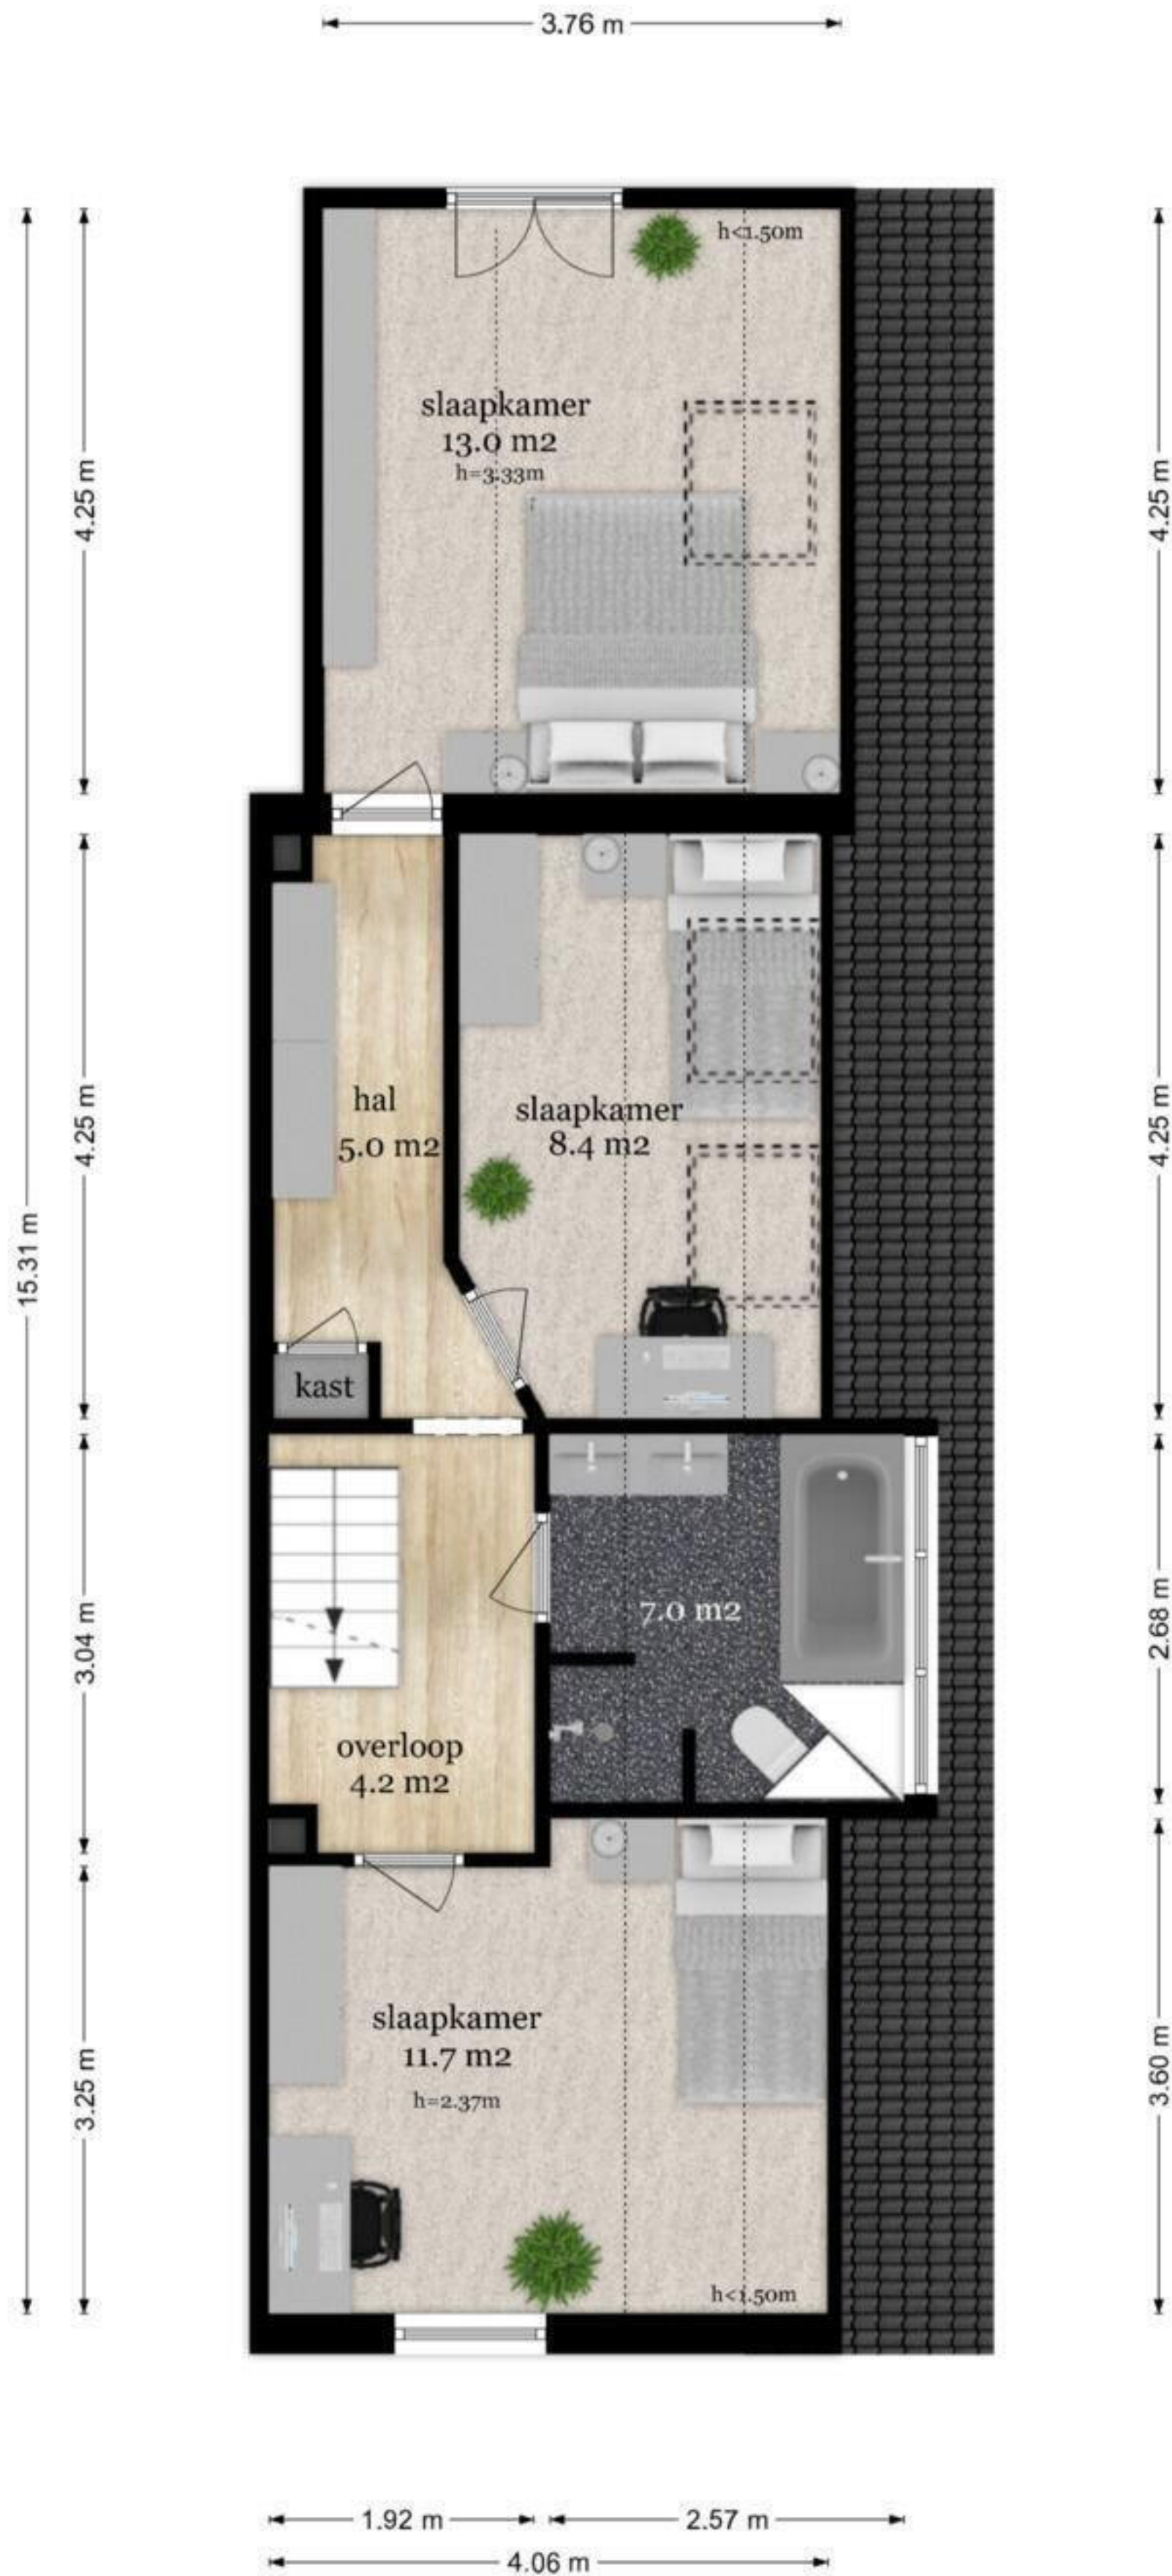 3.76 m
h<1.50m
slaapkamer
13.0 m2
h=3.33m
4.25 m
4.25 m
hal
5.0 m2
slaapkamer
8.4 m2
4.25 m
4.25 m
15.31 m
kast
7.0 m2
3.04 m
2.68 m
overloop
4.2 m2
slaapkamer
11.7 m2
h=2.37m
3.25 m
3.60 m
h<1.50m
1.92 m
2.57 m
4.06 m